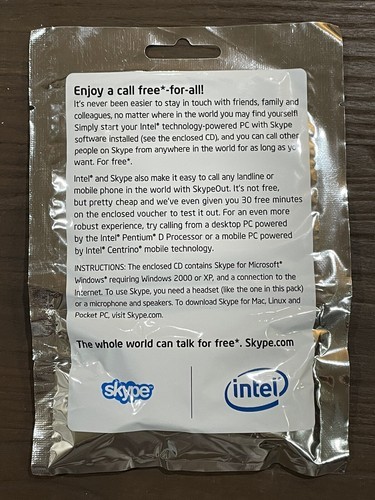 Enjoy a call free*-for-all!
It's never been easier to stay in touch with friends, family and
colleagues, no matter where in the world you may find yourself!
Simply start your Intel® technology-powered PC with Skype
software installed (see the enclosed CD), and you can call other
people on Skype from anywhere in the world for as long as you
want. For free*.
Intel® and Skype also make it easy to call any landline or
mobile phone in the world with SkypeOut. It's not free,
but pretty cheap and we've even given you 30 free minutes
on the enclosed voucher to test it out. For an even more
robust experience, try calling from a desktop PC powered
by the Intel® Pentium® D Processor or a mobile PC powered
by Intel® Centrino® mobile technology.
INSTRUCTIONS: The enclosed CD contains Skype for Microsoft®
Windows® requiring Windows 2000 or XP, and a connection to the
Internet. To use Skype, you need a headset (like the one in this pack)
or a microphone and speakers. To download Skype for Mac, Linux and
Pocket PC, visit Skype.com.
The whole world can talk for free*. Skype.com
skype
intel